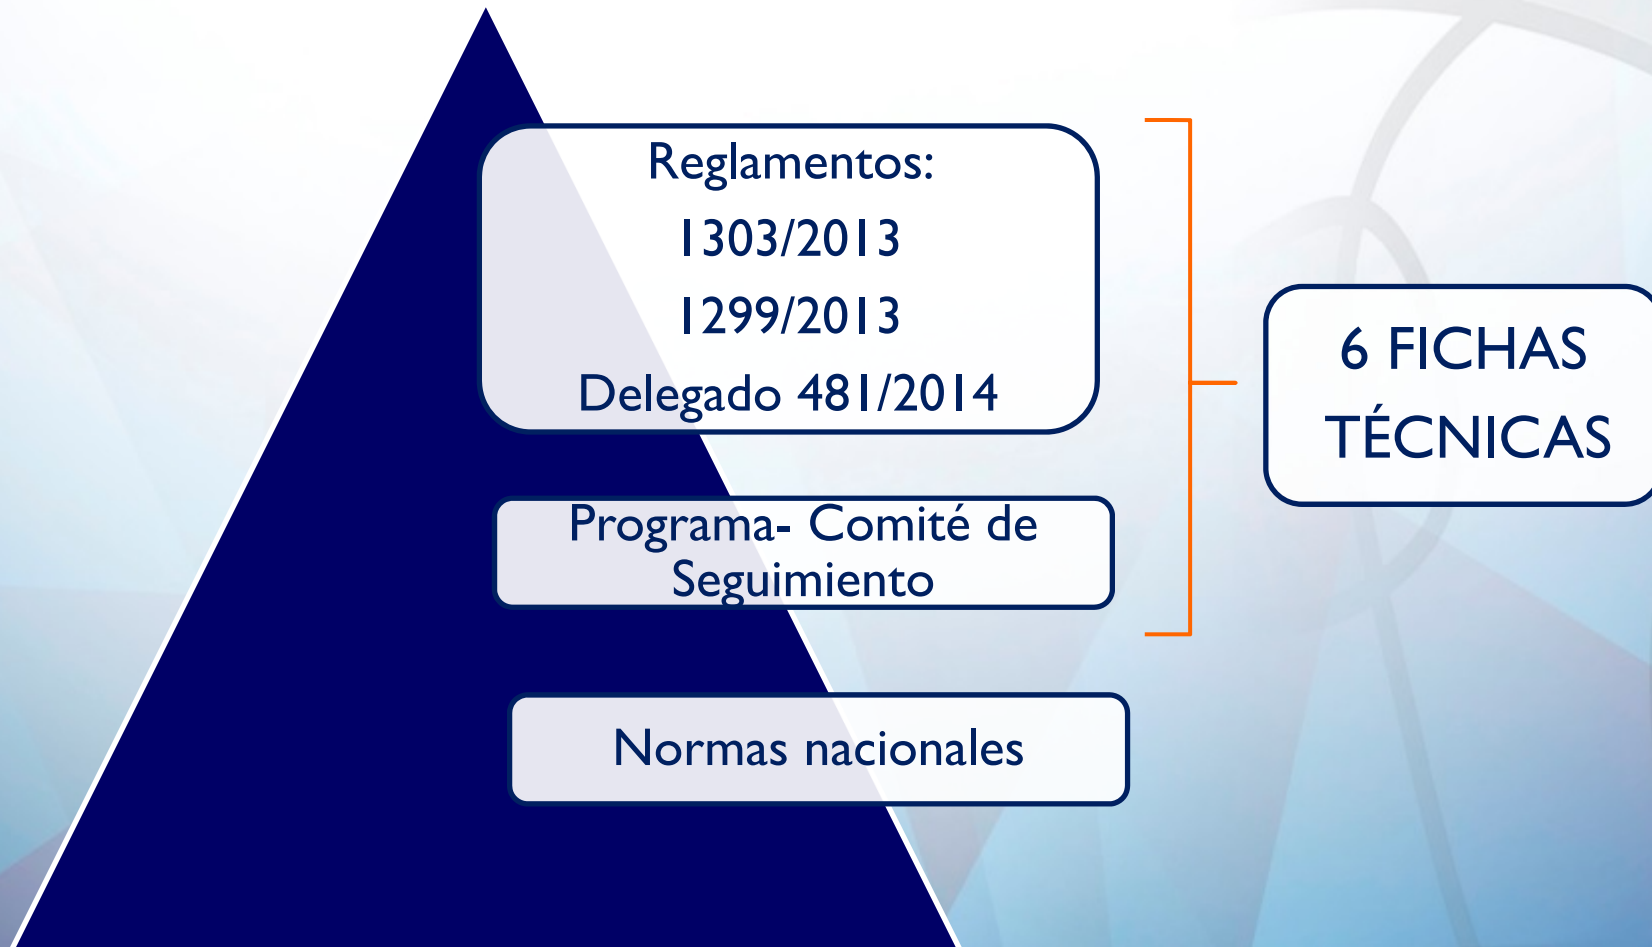 Reglamentos:
1303/2013
1299/2013
Delegado 481/2014
Programa- Comité de
Seguimiento
Normas nacionales
6 FICHAS
TÉCNICAS